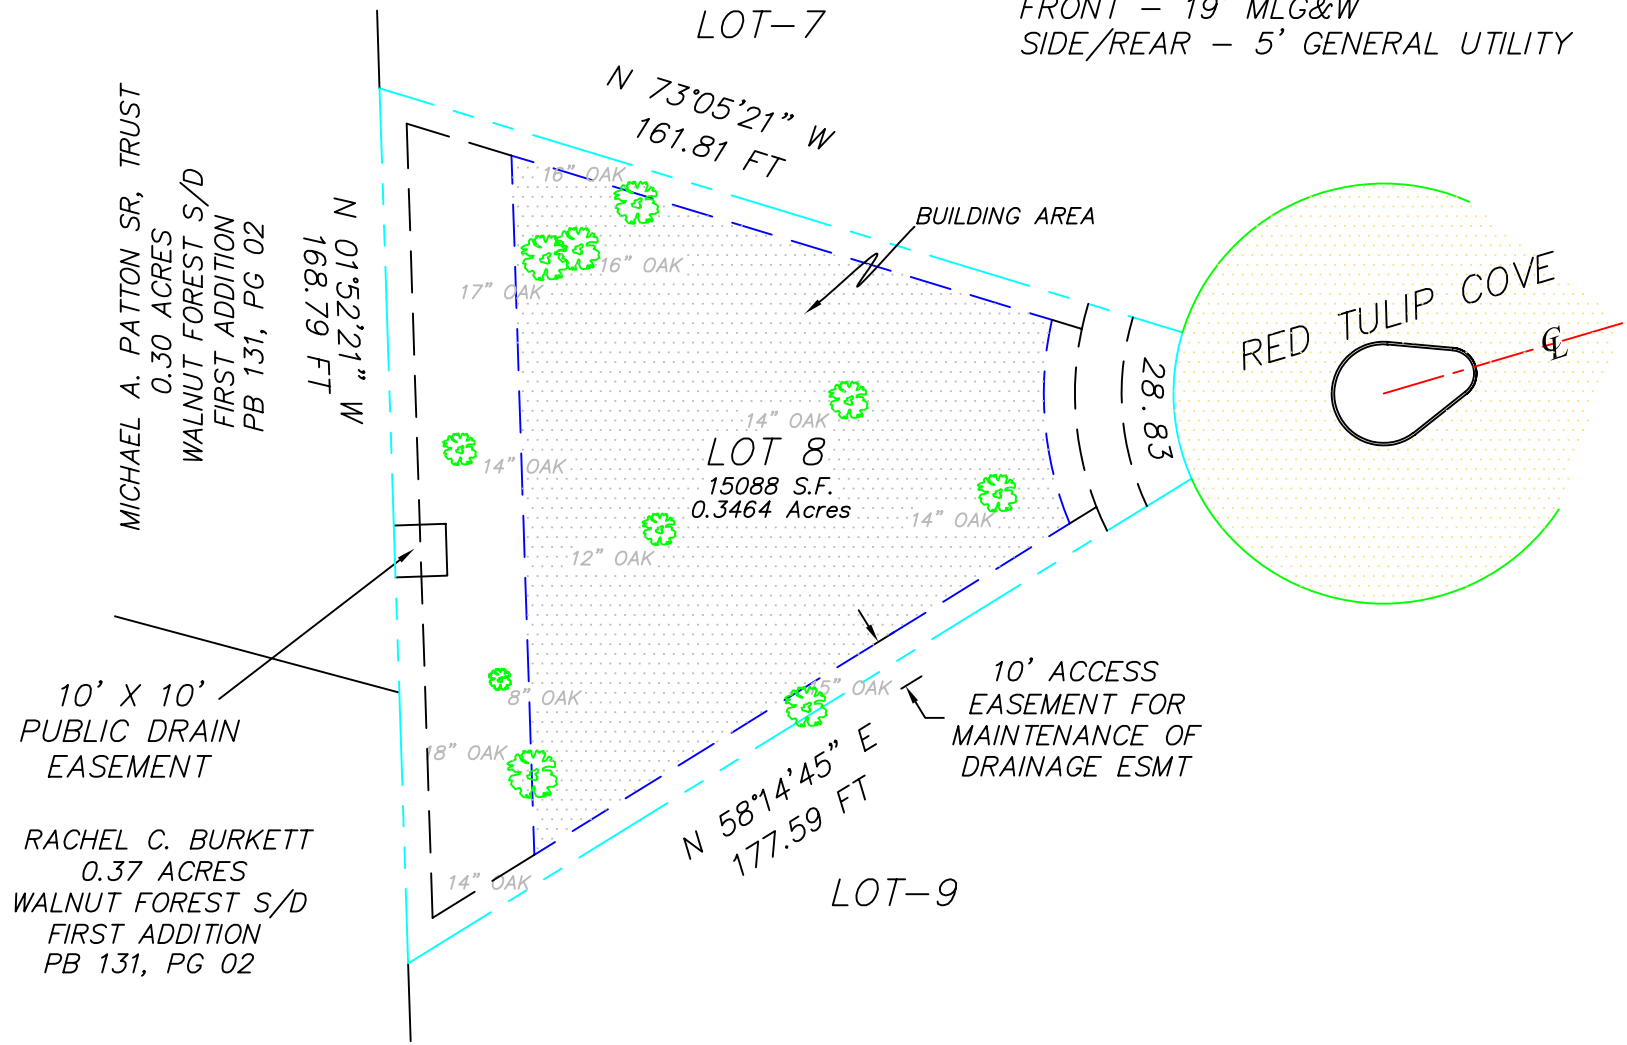 LOT-7
FRONT - 19' MLG&W
SIDE/REAR - 5' GENERAL UTILITY
N 73°05'21" W
161.81 FT
MICHAEL A. PATTON SR, TRUST
0.30 ACRES
WALNUT FOREST S/D
FIRST ADDITION
PB 131, PG 02
N 01°52'21" W
168.79 FT
16" OAK
16" OAK
17" OAK
BUILDING AREA
RED TULIP COVE
℄
28.83
14" OAK
LOT 8
15088 S.F.
0.3464 Acres
14" OAK
14" OAK
12" OAK
10' X 10'
PUBLIC DRAIN
EASEMENT
8" OAK
15" OAK
18" OAK
10' ACCESS
EASEMENT FOR
MAINTENANCE OF
DRAINAGE ESMT
N 58°14'45" E
177.59 FT
RACHEL C. BURKETT
0.37 ACRES
WALNUT FOREST S/D
FIRST ADDITION
PB 131, PG 02
14" OAK
LOT-9